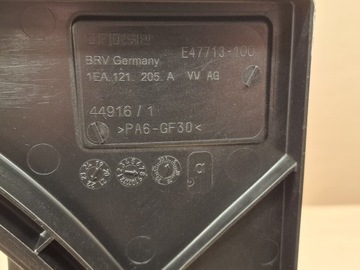 BRV Germany E47713-100
1EA.121.205.A VW AG
44916/1
>PA6-GF30<